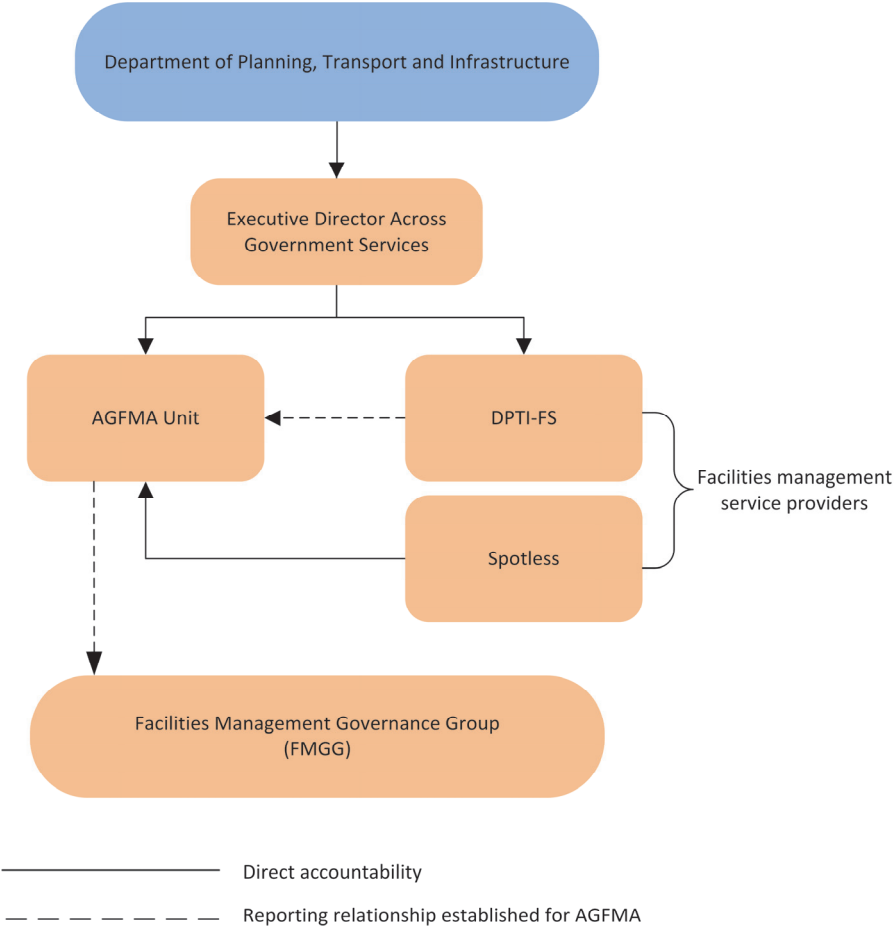 Department of Planning, Transport and Infrastructure
Executive Director Across
Government Services
AGFMA Unit
DPTI-FS
Facilities management
service providers
Spotless
Facilities Management Governance Group
(FMGG)
Direct accountability
Reporting relationship established for AGFMA